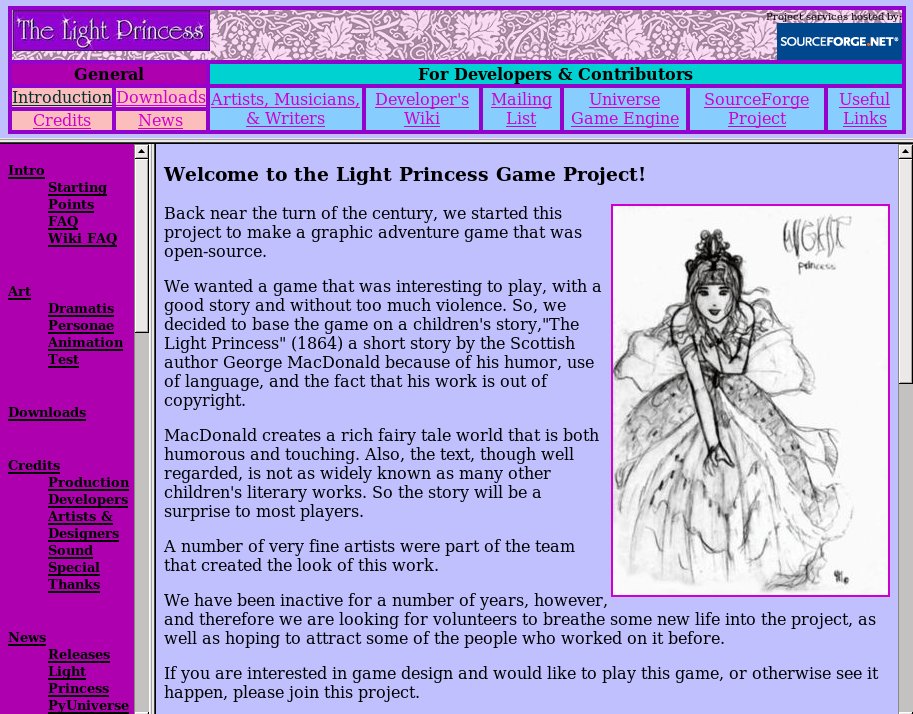 The Light Princess
Project services hosted by:
SOURCEFORGE.NET®
General
For Developers & Contributors
Introduction
Downloads
Credits
News
Artists, Musicians,
& Writers
Developer's
Wiki
Mailing
List
Universe
Game Engine
SourceForge
Project
Useful
Links
Intro
Starting
Points
FAQ
Wiki FAQ
Art
Dramatis
Personae
Animation
Test
Downloads
Credits
Production
Developers
Artists &
Designers
Sound
Special
Thanks
News
Releases
Light
Princess
PyUniverse
Welcome to the Light Princess Game Project!
Back near the turn of the century, we started this
project to make a graphic adventure game that was
open-source.
We wanted a game that was interesting to play, with a
good story and without too much violence. So, we
decided to base the game on a children's story,"The
Light Princess" (1864) a short story by the Scottish
author George MacDonald because of his humor, use
of language, and the fact that his work is out of
copyright.
MacDonald creates a rich fairy tale world that is both
humorous and touching. Also, the text, though well
regarded, is not as widely known as many other
children's literary works. So the story will be a
surprise to most players.
A number of very fine artists were part of the team
that created the look of this work.
We have been inactive for a number of years, however,
and therefore we are looking for volunteers to breathe some new life into the project, as
well as hoping to attract some of the people who worked on it before.
If you are interested in game design and would like to play this game, or otherwise see it
happen, please join this project.
princess